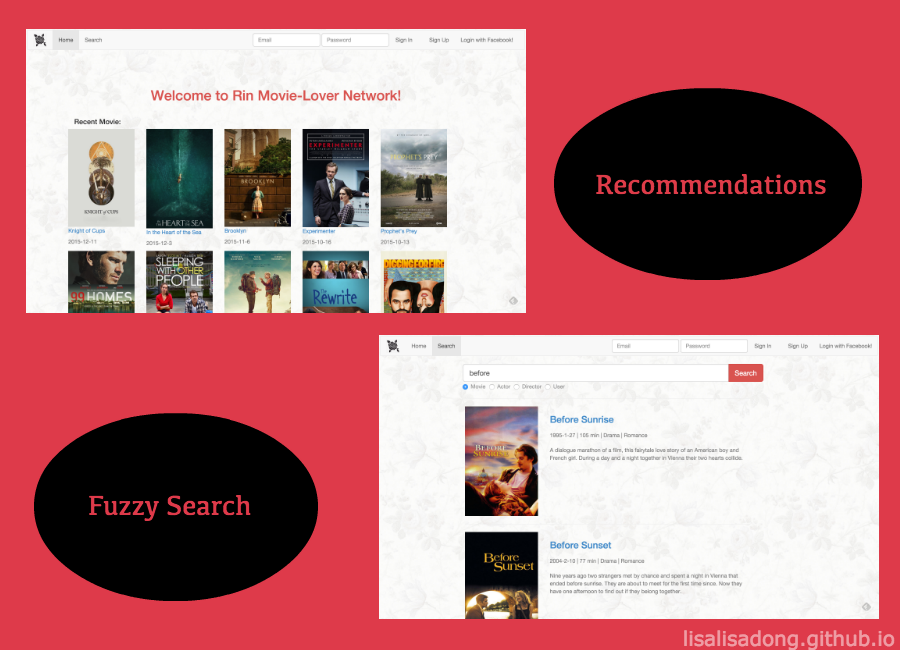 Home Search Email Password Sign In Sign Up Login with Facebook!
Welcome to Rin Movie-Lover Network!
Recent Movie:
KNIGHT of CUPS
IN THE HEART OF THE SEA
BROOKLYN
EXPERIMENTER
PROPHET'S PREY
Knight of Cups In the Heart of the Sea Brooklyn Experimenter Prophet's Prey
2015-12-11 2015-12-3 2015-11-6 2015-10-16 2015-10-13
99 HOMES
SLEEPING WITH OTHER PEOPLE
The Rewrite
DIGGING FOR FIRE
Recommendations
Fuzzy Search
Home Search Email Password Sign In Sign Up Login with Facebook!
before Search
Movie Actor Director User
BEFORE SUNRISE
Before Sunrise
1995-1-27 | 105 min | Drama | Romance
A dialogue marathon of a film, this fairytale love story of an American boy and
French girl. During a day and a night together in Vienna their two hearts collide.
Before Sunset
Before Sunset
2004-2-10 | 77 min | Drama | Romance
Nine years ago two strangers met by chance and spent a night in Vienna that
ended before sunrise. They are about to meet for the first time since. Now they
have one afternoon to find out if they belong together...
lisalisadong.github.io